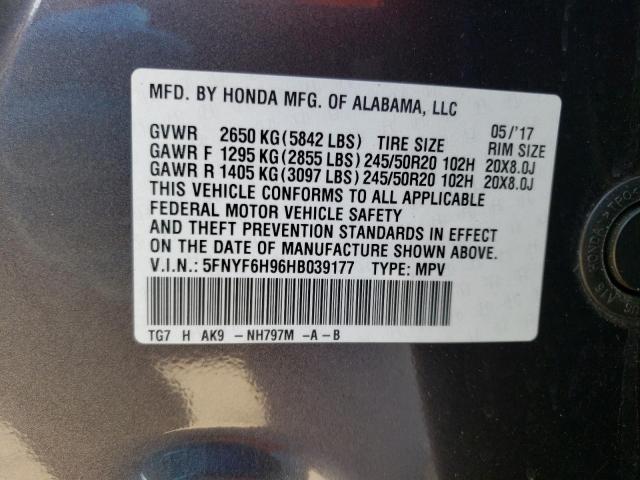 MFD. BY HONDA MFG. OF ALABAMA, LLC
05/'17
GVWR 2650 KG(5842 LBS) TIRE SIZE RIM SIZE
GAWR F 1295 KG(2855 LBS)245/50R20 102H 20X8.0J
GAWR R 1405 KG(3097 LBS)245/50R20 102H 20X8.0J
THIS VEHICLE CONFORMS TO ALL APPLICABLE
FEDERAL MOTOR VEHICLE SAFETY
AND THEFT PREVENTION STANDARDS IN EFFECT
ON THE DATE OF MANUFACTURE SHOWN ABOVE.
V.I.N.: 5FNYF6H96HB039177 TYPE: MPV
TG7 H AK9 -NH797M -A-B
HONDA